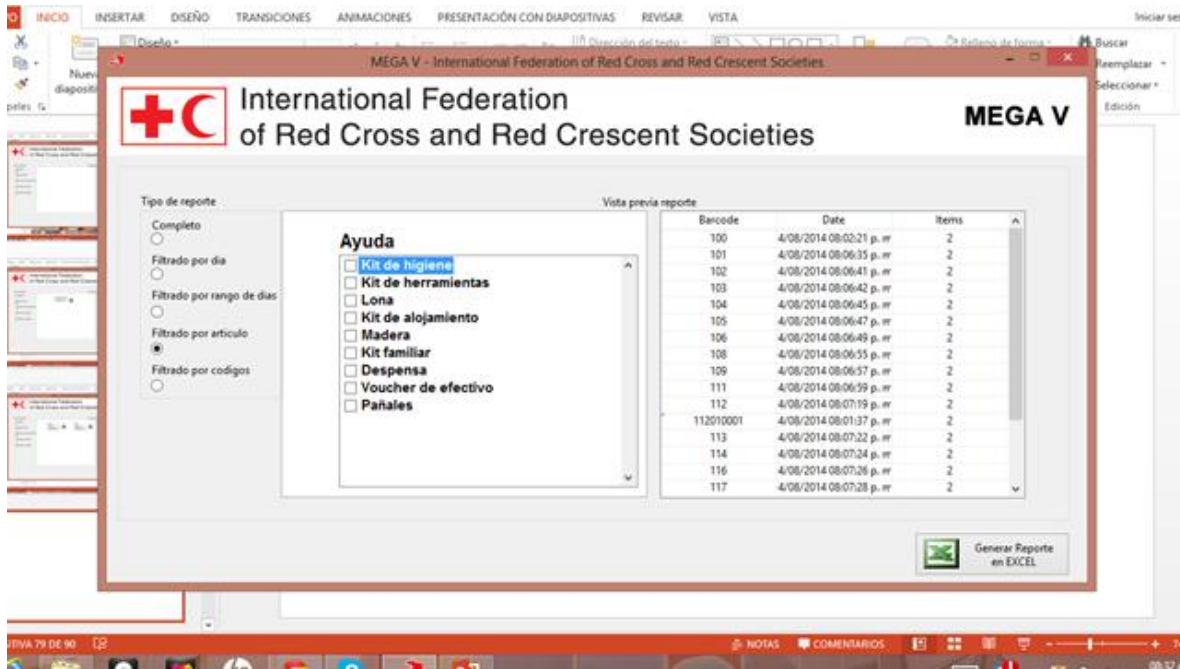 INICIO INSERTAR DISEÑO TRANSICIONES ANIMACIONES PRESENTACIÓN CON DIAPOSITIVAS REVISAR VISTA
Diseño
Dirección del texto
Relleno de forma
Buscar
Reemplazar
Seleccionar
Edición
MEGA V - International Federation of Red Cross and Red Crescent Societies
International Federation
of Red Cross and Red Crescent Societies
MEGA V
Tipo de reporte
Completo
Filtrado por dia
Filtrado por rango de dias
Filtrado por articulo
Filtrado por codigos
Ayuda
Kit de higiene
Kit de herramientas
Lona
Kit de alojamiento
Madera
Kit familiar
Despensa
Voucher de efectivo
Pañales
Vista previa reporte
Barcode Date Items
100 4/08/2014 08:02:21 p. 2
101 4/08/2014 08:06:35 p. 2
102 4/08/2014 08:06:41 p. 2
103 4/08/2014 08:06:42 p. 2
104 4/08/2014 08:06:45 p. 2
105 4/08/2014 08:06:47 p. 2
106 4/08/2014 08:06:49 p. 2
108 4/08/2014 08:06:55 p. 2
109 4/08/2014 08:06:57 p. 2
111 4/08/2014 08:06:59 p. 2
112 4/08/2014 08:07:19 p. 2
112010001 4/08/2014 08:01:37 p. 2
113 4/08/2014 08:07:22 p. 2
114 4/08/2014 08:07:24 p. 2
116 4/08/2014 08:07:26 p. 2
117 4/08/2014 08:07:28 p. 2
Generar Reporte
en EXCEL
79 DE 90
NOTAS COMENTARIOS